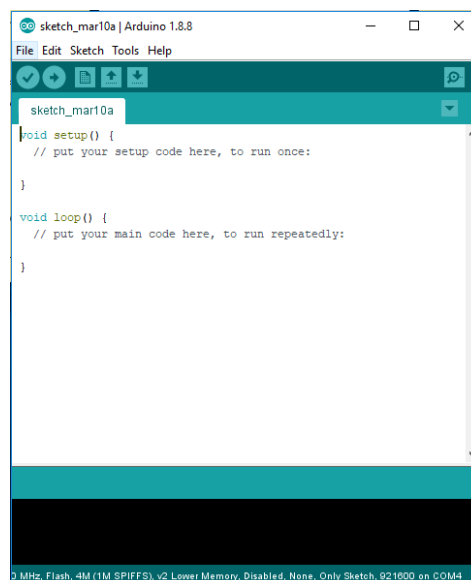 sketch_mar10a | Arduino 1.8.8
File Edit Sketch Tools Help
sketch_mar10a
void setup() {
  // put your setup code here, to run once:
}
void loop() {
  // put your main code here, to run repeatedly:
}
0 MHz, Flash, 4M (1M SPIFFS), v2 Lower Memory, Disabled, None, Only Sketch, 921600 on COM4